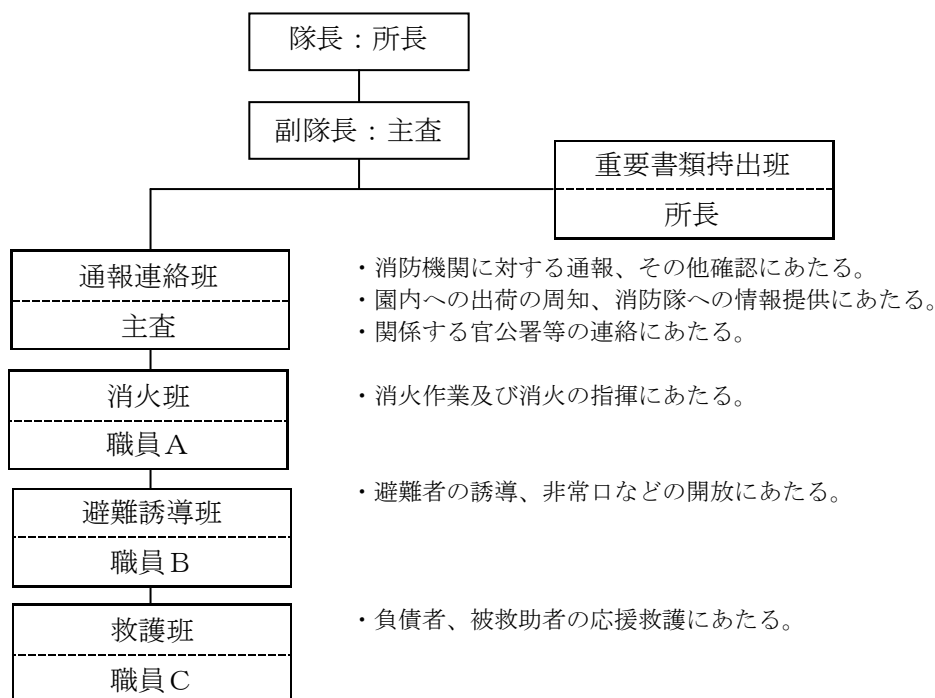 隊長：所長
副隊長：主査
重要書類持出班
所長
通報連絡班
主査
・消防機関に対する通報、その他確認にあたる。
・園内への出荷の周知、消防隊への情報提供にあたる。
・関係する官公署等の連絡にあたる。
消火班
職員Ａ
・消火作業及び消火の指揮にあたる。
避難誘導班
職員Ｂ
・避難者の誘導、非常口などの開放にあたる。
救護班
職員Ｃ
・負債者、被救助者の応援救護にあたる。